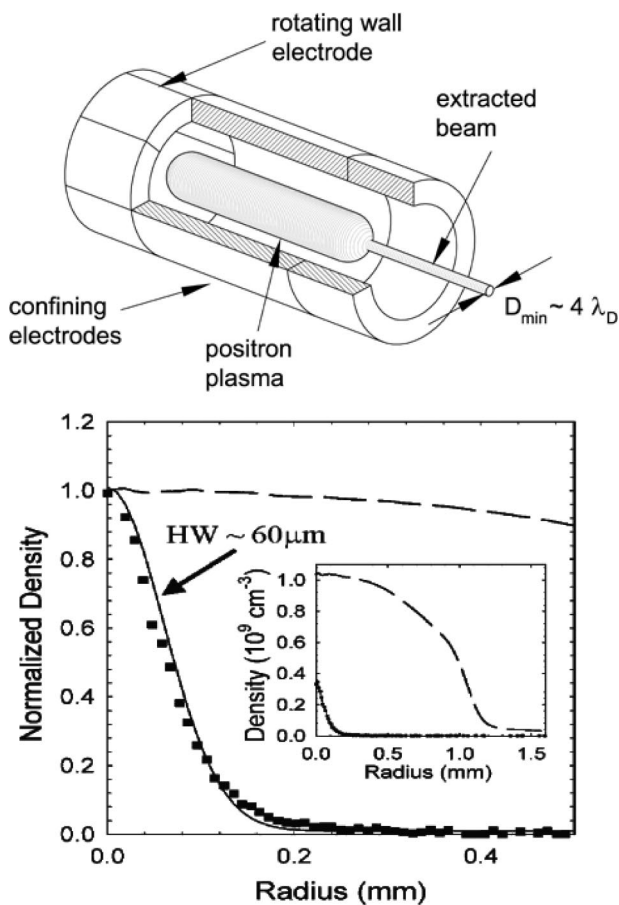 rotating wall
electrode
extracted
beam
confining
electrodes
positron
plasma
D_min ~ 4 λ_D
1.2
1.0
0.8
0.6
0.4
0.2
0.0
Normalized Density
HW ~ 60μm
1.0
0.8
0.6
0.4
0.2
0.0
Density (10⁹ cm⁻³)
0.0 0.5 1.0 1.5
Radius (mm)
0.0 0.2 0.4
Radius (mm)